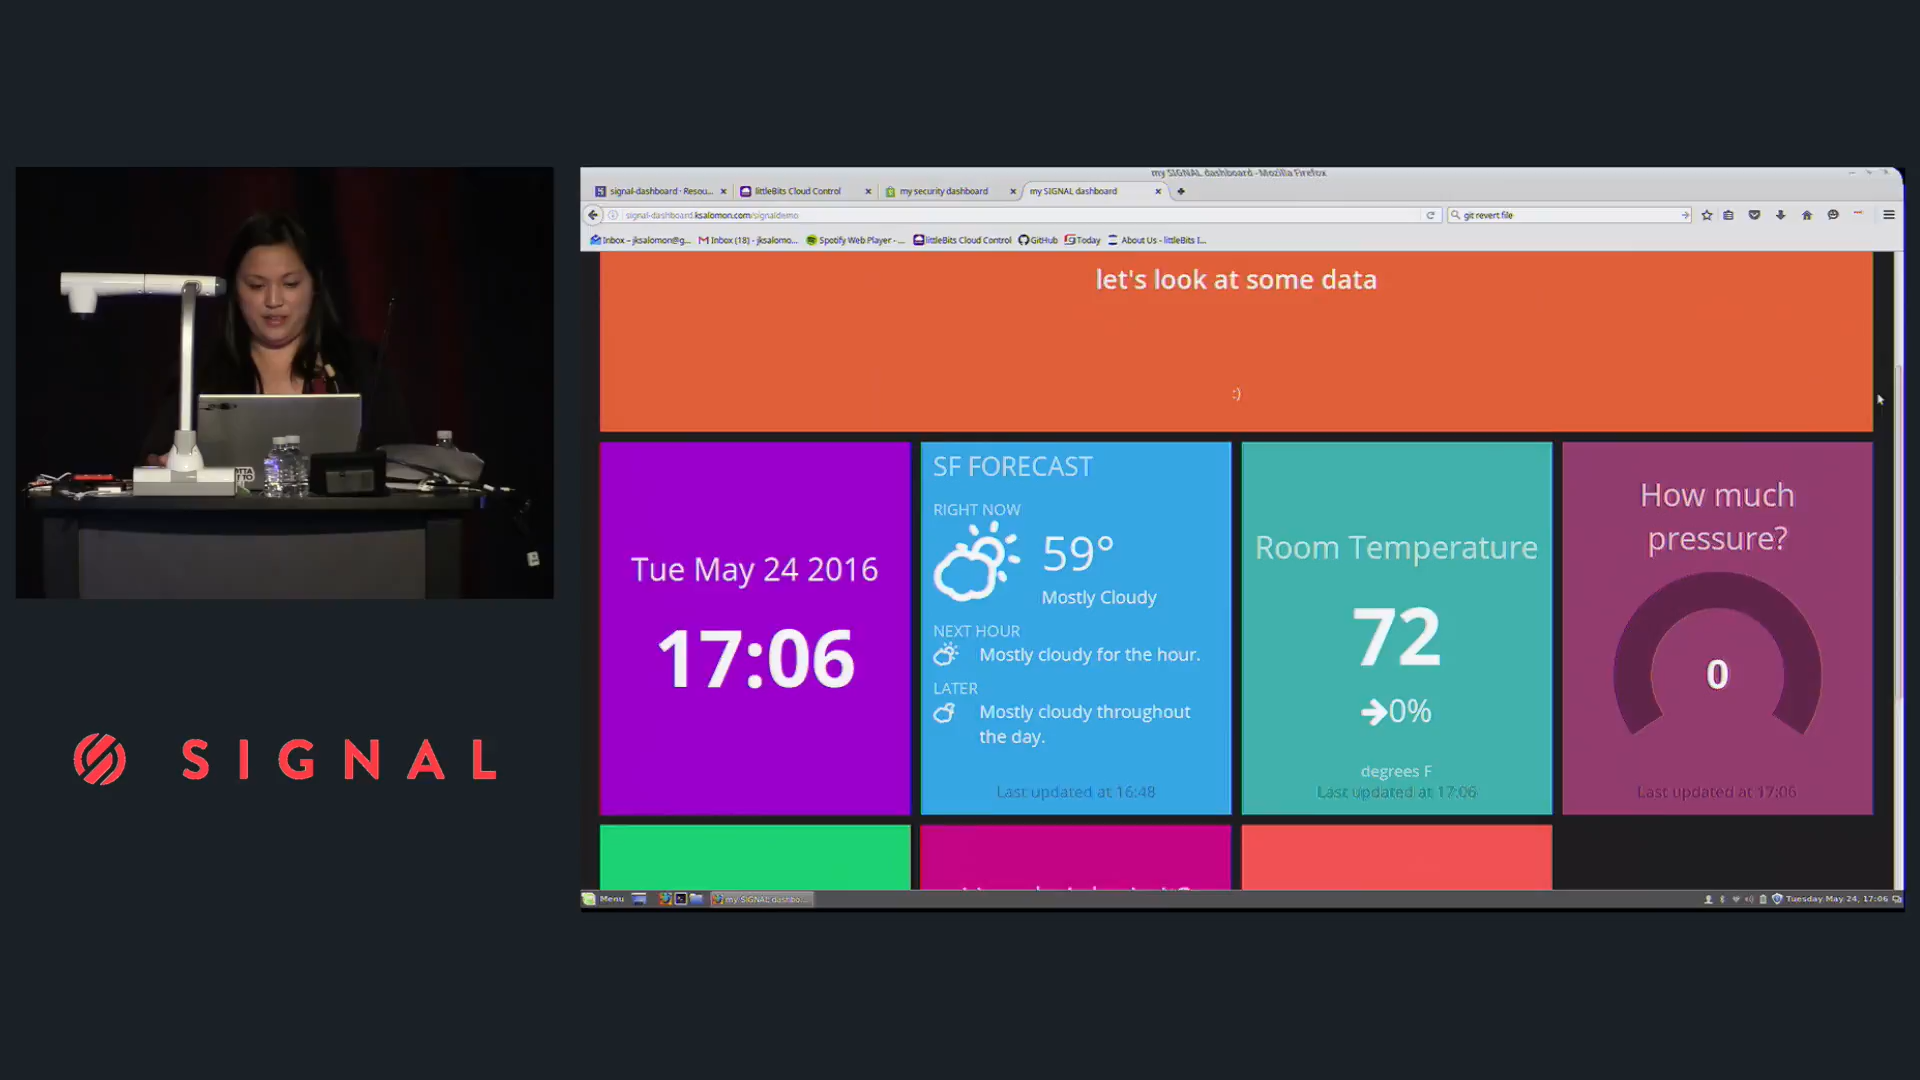 my SIGNAL dashboard - Mozilla Firefox
signal-dashboard · Resou...
littleBits Cloud Control
my security dashboard
my SIGNAL dashboard
signal-dashboard.ksalomon.com/signaldemo
git revert file
Inbox – jksalomon@g...
Inbox (18) - jksalomo...
Spotify Web Player - ...
littleBits Cloud Control
GitHub
Today
About Us - littleBits I...
let's look at some data
:)
Tue May 24 2016
17:06
SF FORECAST
RIGHT NOW
59°
Mostly Cloudy
NEXT HOUR
Mostly cloudy for the hour.
LATER
Mostly cloudy throughout
the day.
Last updated at 16:48
Room Temperature
72
→0%
degrees F
Last updated at 17:06
How much
pressure?
0
Last updated at 17:06
Menu
my SIGNAL dashbo...
Tuesday May 24, 17:06
SIGNAL